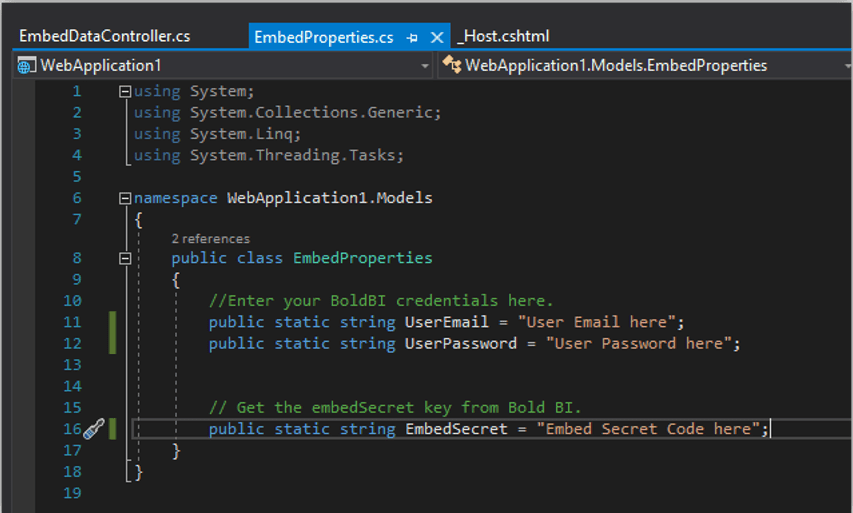 EmbedDataController.cs EmbedProperties.cs _Host.cshtml
WebApplication1 WebApplication1.Models.EmbedProperties
1 using System;
2 using System.Collections.Generic;
3 using System.Linq;
4 using System.Threading.Tasks;
5
6 namespace WebApplication1.Models
7 {
2 references
8 public class EmbedProperties
9 {
10 //Enter your BoldBI credentials here.
11 public static string UserEmail = "User Email here";
12 public static string UserPassword = "User Password here";
13
14
15 // Get the embedSecret key from Bold BI.
16 public static string EmbedSecret = "Embed Secret Code here";
17 }
18 }
19